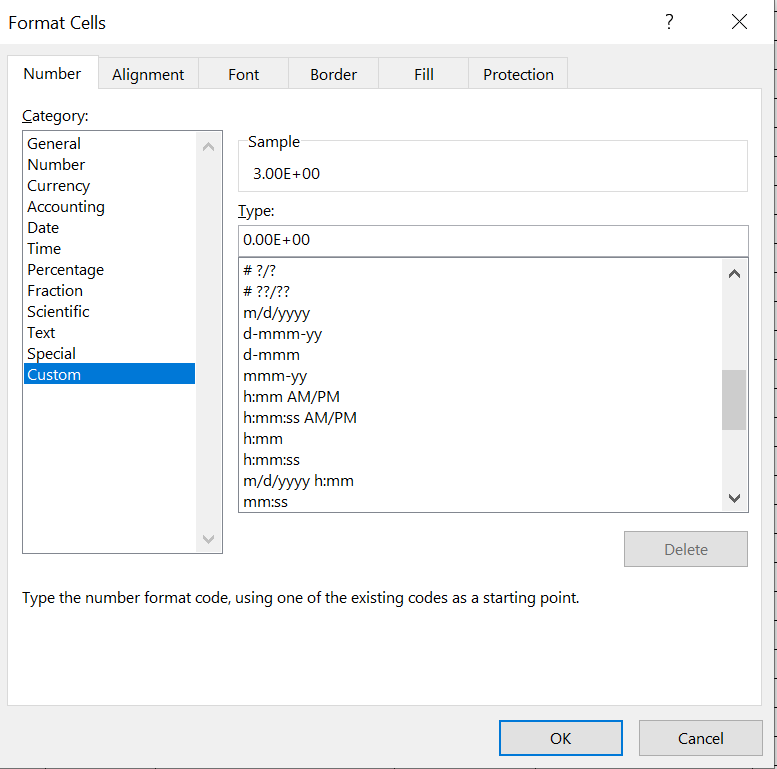 Format Cells
?
Number
Alignment
Font
Border
Fill
Protection
Category:
General
Number
Currency
Accounting
Date
Time
Percentage
Fraction
Scientific
Text
Special
Custom
Sample
3.00E+00
Type:
0.00E+00
# ?/?
# ??/??
m/d/yyyy
d-mmm-yy
d-mmm
mmm-yy
h:mm AM/PM
h:mm:ss AM/PM
h:mm
h:mm:ss
m/d/yyyy h:mm
mm:ss
Delete
Type the number format code, using one of the existing codes as a starting point.
OK
Cancel